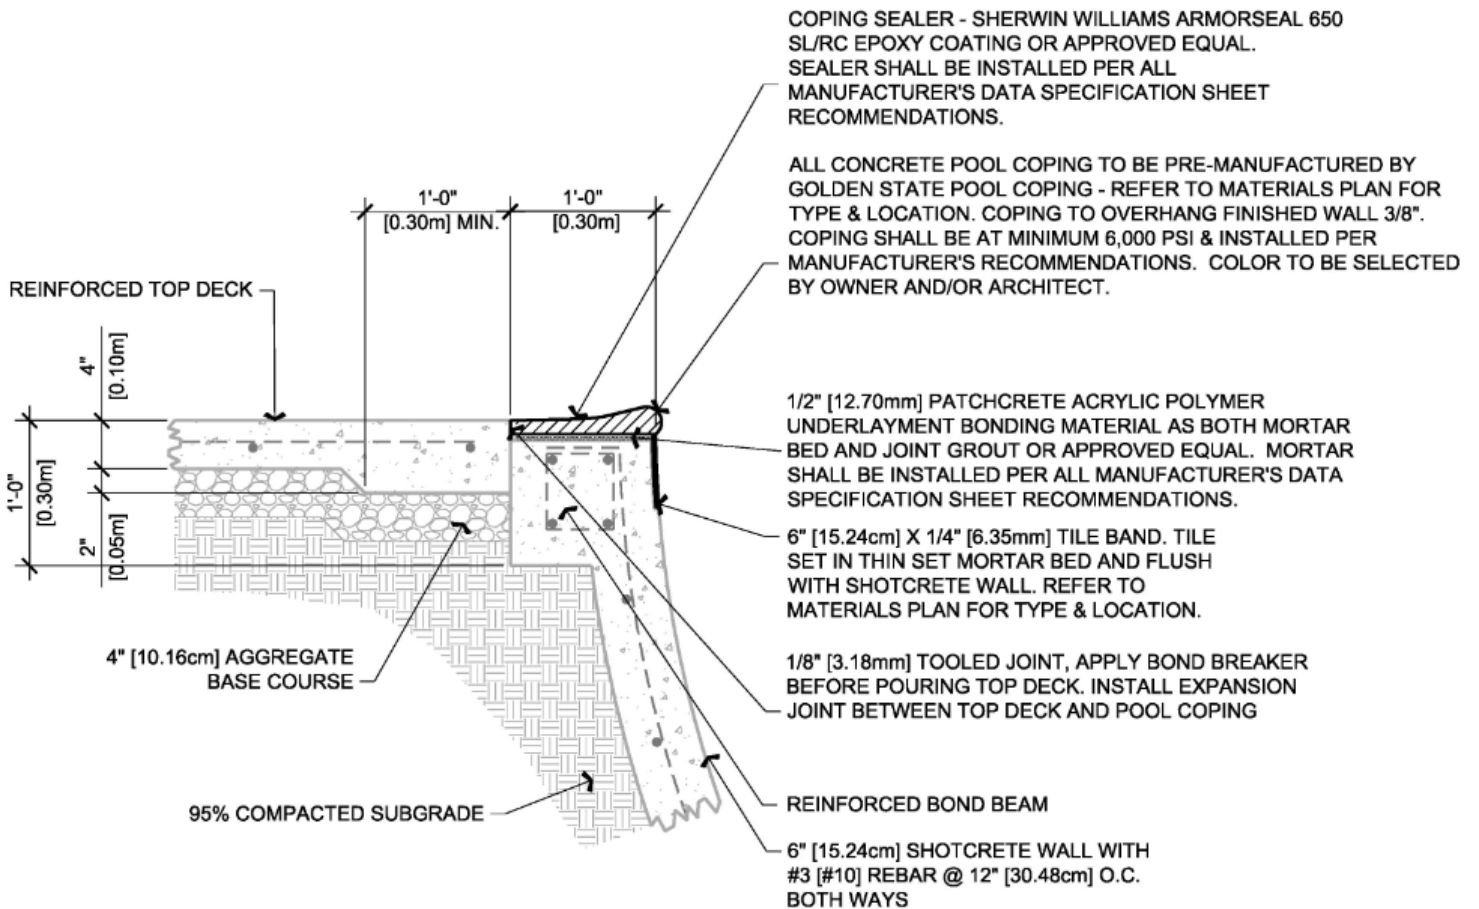 COPING SEALER - SHERWIN WILLIAMS ARMORSEAL 650
SL/RC EPOXY COATING OR APPROVED EQUAL.
SEALER SHALL BE INSTALLED PER ALL
MANUFACTURER'S DATA SPECIFICATION SHEET
RECOMMENDATIONS.
ALL CONCRETE POOL COPING TO BE PRE-MANUFACTURED BY
GOLDEN STATE POOL COPING - REFER TO MATERIALS PLAN FOR
TYPE & LOCATION. COPING TO OVERHANG FINISHED WALL 3/8".
COPING SHALL BE AT MINIMUM 6,000 PSI & INSTALLED PER
MANUFACTURER'S RECOMMENDATIONS. COLOR TO BE SELECTED
BY OWNER AND/OR ARCHITECT.
1'-0"
[0.30m] MIN.
1'-0"
[0.30m]
REINFORCED TOP DECK
4"
[0.10m]
1'-0"
[0.30m]
2"
[0.05m]
1/2" [12.70mm] PATCHCRETE ACRYLIC POLYMER
UNDERLAYMENT BONDING MATERIAL AS BOTH MORTAR
BED AND JOINT GROUT OR APPROVED EQUAL. MORTAR
SHALL BE INSTALLED PER ALL MANUFACTURER'S DATA
SPECIFICATION SHEET RECOMMENDATIONS.
6" [15.24cm] X 1/4" [6.35mm] TILE BAND. TILE
SET IN THIN SET MORTAR BED AND FLUSH
WITH SHOTCRETE WALL. REFER TO
MATERIALS PLAN FOR TYPE & LOCATION.
4" [10.16cm] AGGREGATE
BASE COURSE
1/8" [3.18mm] TOOLED JOINT, APPLY BOND BREAKER
BEFORE POURING TOP DECK. INSTALL EXPANSION
JOINT BETWEEN TOP DECK AND POOL COPING
95% COMPACTED SUBGRADE
REINFORCED BOND BEAM
6" [15.24cm] SHOTCRETE WALL WITH
#3 [#10] REBAR @ 12" [30.48cm] O.C.
BOTH WAYS